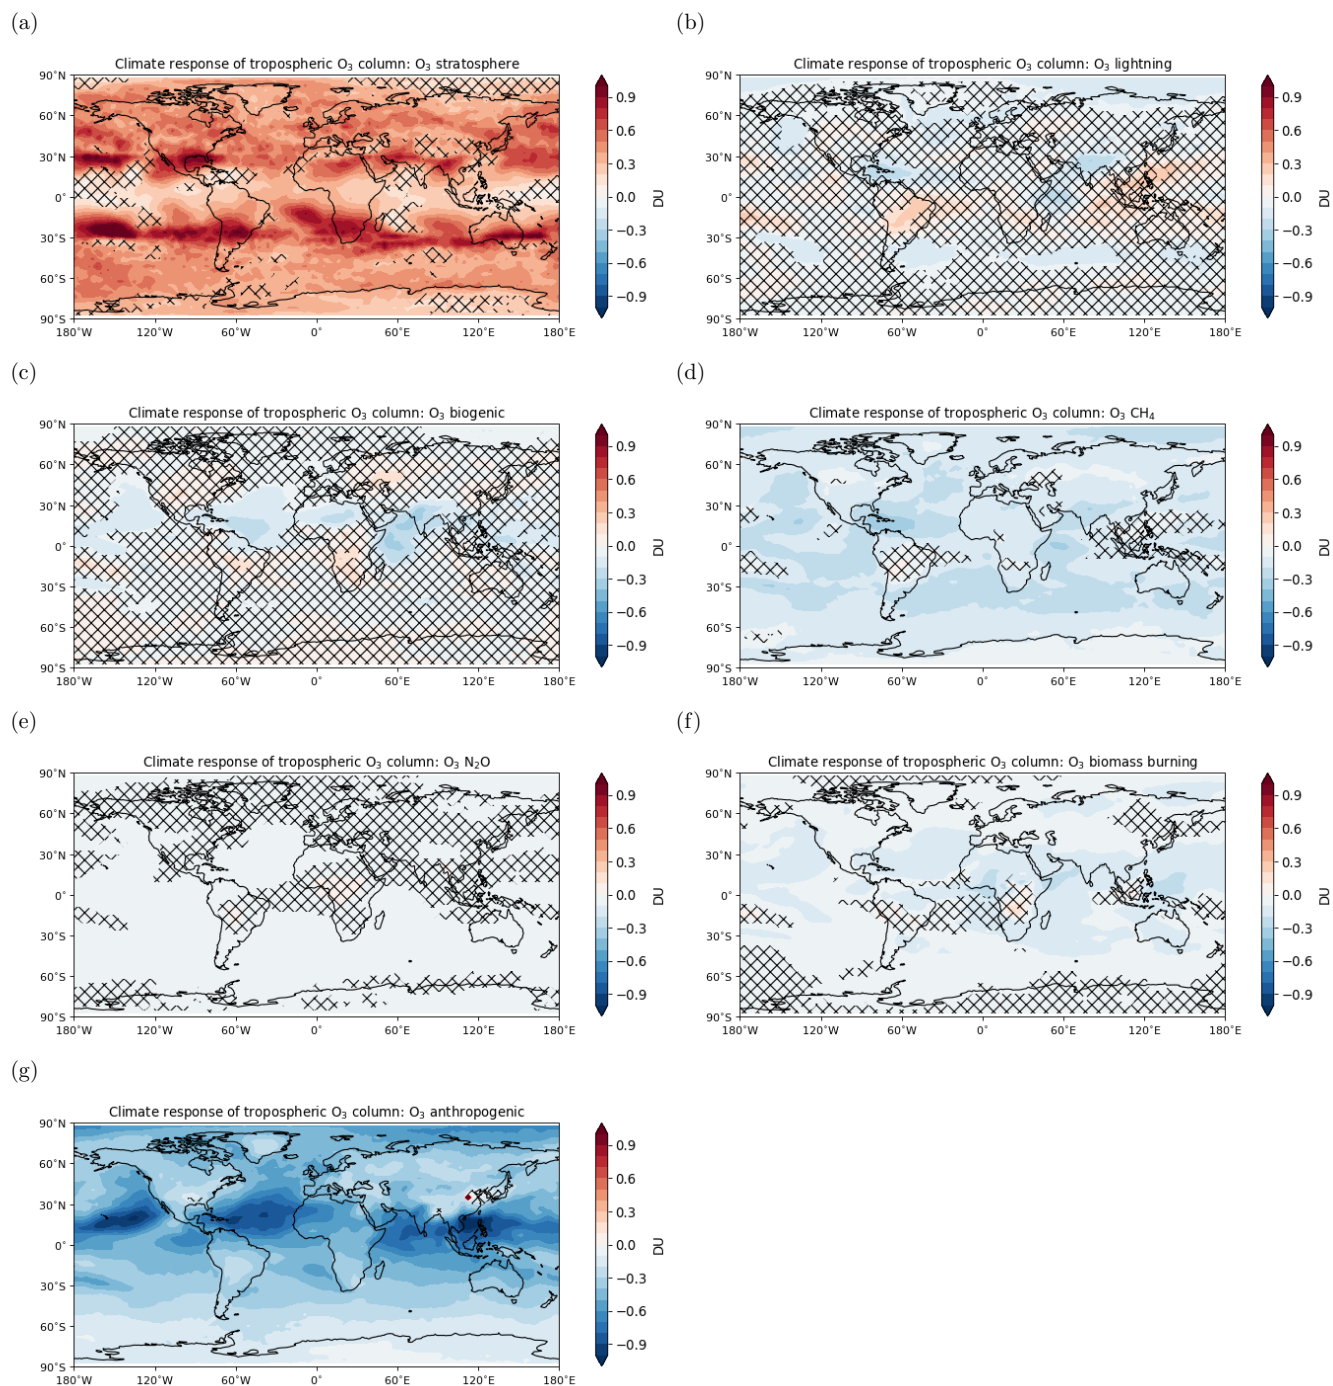 (a)
Climate response of tropospheric O₃ column: O₃ stratosphere
90°N
60°N
30°N
0°
30°S
60°S
90°S
180°W 120°W 60°W 0° 60°E 120°E 180°E
0.9
0.6
0.3
0.0
−0.3
−0.6
−0.9
DU
(b)
Climate response of tropospheric O₃ column: O₃ lightning
90°N
60°N
30°N
0°
30°S
60°S
90°S
180°W 120°W 60°W 0° 60°E 120°E 180°E
0.9
0.6
0.3
0.0
−0.3
−0.6
−0.9
DU
(c)
Climate response of tropospheric O₃ column: O₃ biogenic
90°N
60°N
30°N
0°
30°S
60°S
90°S
180°W 120°W 60°W 0° 60°E 120°E 180°E
0.9
0.6
0.3
0.0
−0.3
−0.6
−0.9
DU
(d)
Climate response of tropospheric O₃ column: O₃ CH₄
90°N
60°N
30°N
0°
30°S
60°S
90°S
180°W 120°W 60°W 0° 60°E 120°E 180°E
0.9
0.6
0.3
0.0
−0.3
−0.6
−0.9
DU
(e)
Climate response of tropospheric O₃ column: O₃ N₂O
90°N
60°N
30°N
0°
30°S
60°S
90°S
180°W 120°W 60°W 0° 60°E 120°E 180°E
0.9
0.6
0.3
0.0
−0.3
−0.6
−0.9
DU
(f)
Climate response of tropospheric O₃ column: O₃ biomass burning
90°N
60°N
30°N
0°
30°S
60°S
90°S
180°W 120°W 60°W 0° 60°E 120°E 180°E
0.9
0.6
0.3
0.0
−0.3
−0.6
−0.9
DU
(g)
Climate response of tropospheric O₃ column: O₃ anthropogenic
90°N
60°N
30°N
0°
30°S
60°S
90°S
180°W 120°W 60°W 0° 60°E 120°E 180°E
0.9
0.6
0.3
0.0
−0.3
−0.6
−0.9
DU